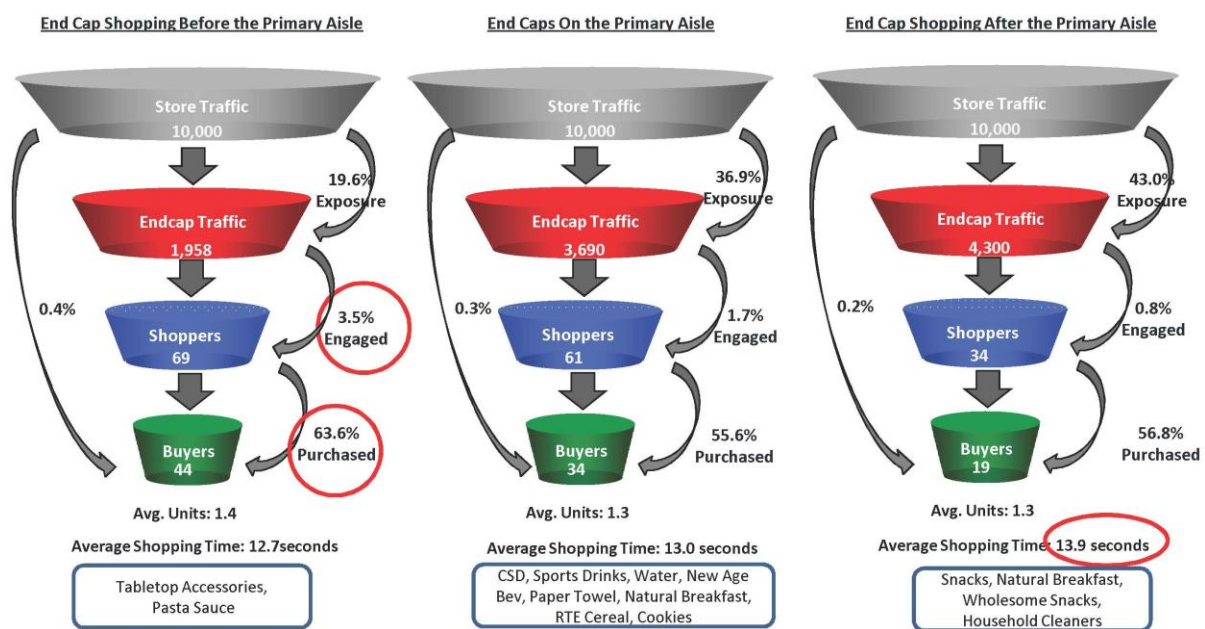 End Cap Shopping Before the Primary Aisle
Store Traffic
10,000
19.6%
Exposure
Endcap Traffic
1,958
0.4%
3.5%
Engaged
Shoppers
69
63.6%
Purchased
Buyers
44
Avg. Units: 1.4
Average Shopping Time: 12.7seconds
Tabletop Accessories,
Pasta Sauce
End Caps On the Primary Aisle
Store Traffic
10,000
36.9%
Exposure
Endcap Traffic
3,690
0.3%
1.7%
Engaged
Shoppers
61
55.6%
Purchased
Buyers
34
Avg. Units: 1.3
Average Shopping Time: 13.0 seconds
CSD, Sports Drinks, Water, New Age
Bev, Paper Towel, Natural Breakfast,
RTE Cereal, Cookies
End Cap Shopping After the Primary Aisle
Store Traffic
10,000
43.0%
Exposure
Endcap Traffic
4,300
0.2%
0.8%
Engaged
Shoppers
34
56.8%
Purchased
Buyers
19
Avg. Units: 1.3
Average Shopping Time: 13.9 seconds
Snacks, Natural Breakfast,
Wholesome Snacks,
Household Cleaners